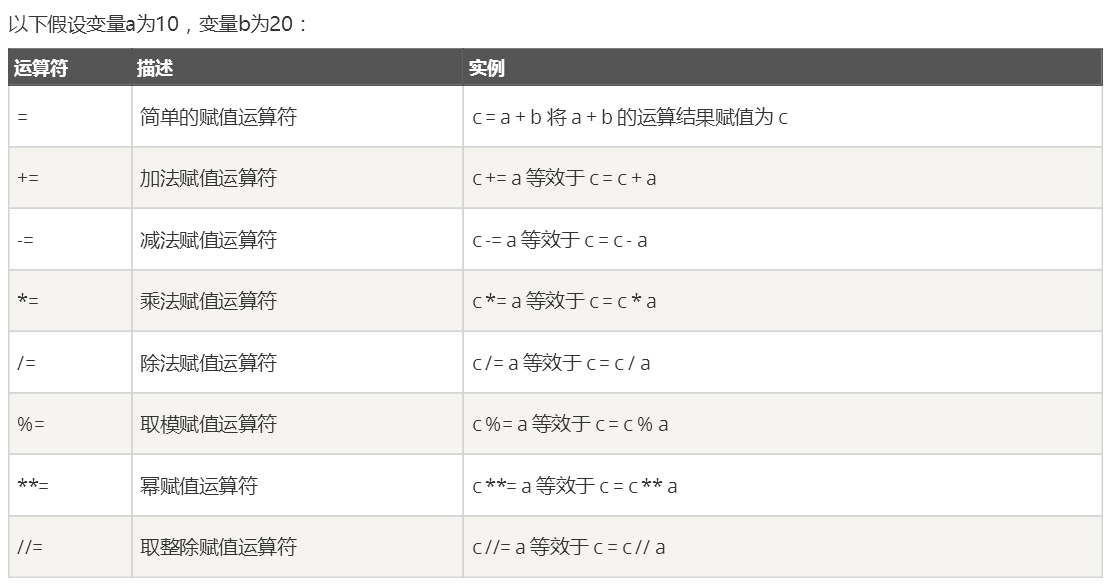 以下假设变量a为10，变量b为20：
运算符 描述 实例
= 简单的赋值运算符 c = a + b 将 a + b 的运算结果赋值为 c
+= 加法赋值运算符 c += a 等效于 c = c + a
-= 减法赋值运算符 c -= a 等效于 c = c - a
*= 乘法赋值运算符 c *= a 等效于 c = c * a
/= 除法赋值运算符 c /= a 等效于 c = c / a
%= 取模赋值运算符 c %= a 等效于 c = c % a
**= 幂赋值运算符 c **= a 等效于 c = c ** a
//= 取整除赋值运算符 c //= a 等效于 c = c // a